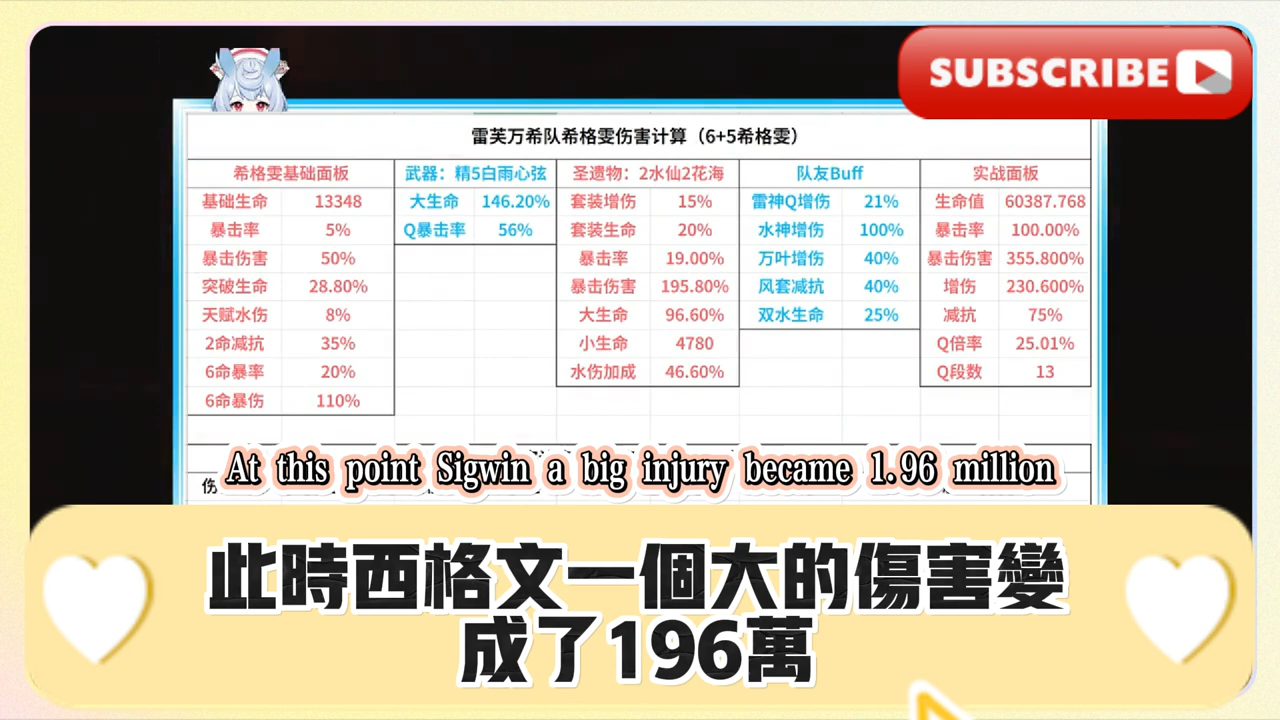 SUBSCRIBE
雷芙万希队希格雯伤害计算（6+5希格雯）
希格雯基础面板 武器：精5白雨心弦 圣遗物：2水仙2花海 队友Buff 实战面板
基础生命 13348 大生命 146.20% 套装增伤 15% 雷神Q增伤 21% 生命值 60387.768
暴击率 5% Q暴击率 56% 套装生命 20% 水神增伤 100% 暴击率 100.00%
暴击伤害 50% 暴击率 19.00% 万叶增伤 40% 暴击伤害 355.800%
突破生命 28.80% 暴击伤害 195.80% 风套减抗 40% 增伤 230.600%
天赋水伤 8% 大生命 96.60% 双水生命 25% 减抗 75%
2命减抗 35% 小生命 4780 Q倍率 25.01%
6命暴率 20% 水伤加成 46.60% Q段数 13
6命暴伤 110%
At this point Sigwin a big injury became 1.96 million
伤
此時西格文一個大的傷害變
成了196萬